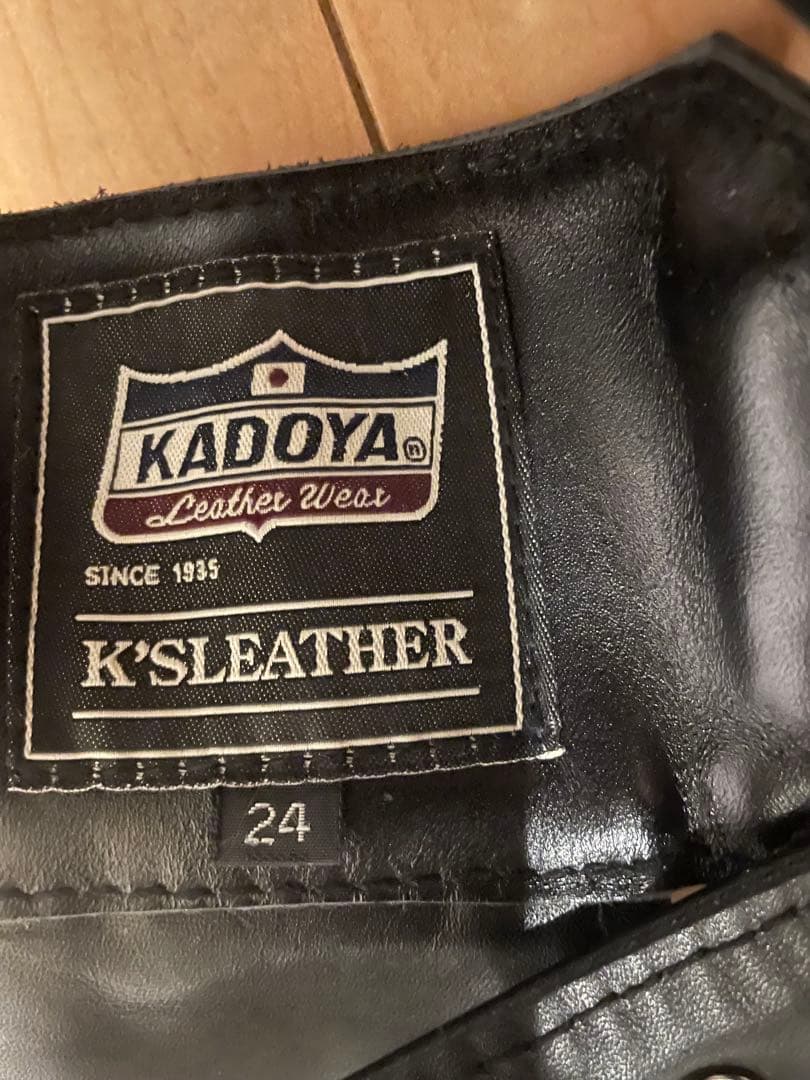 KADOYA®
Leather Wear
SINCE 1935
K'SLEATHER
24